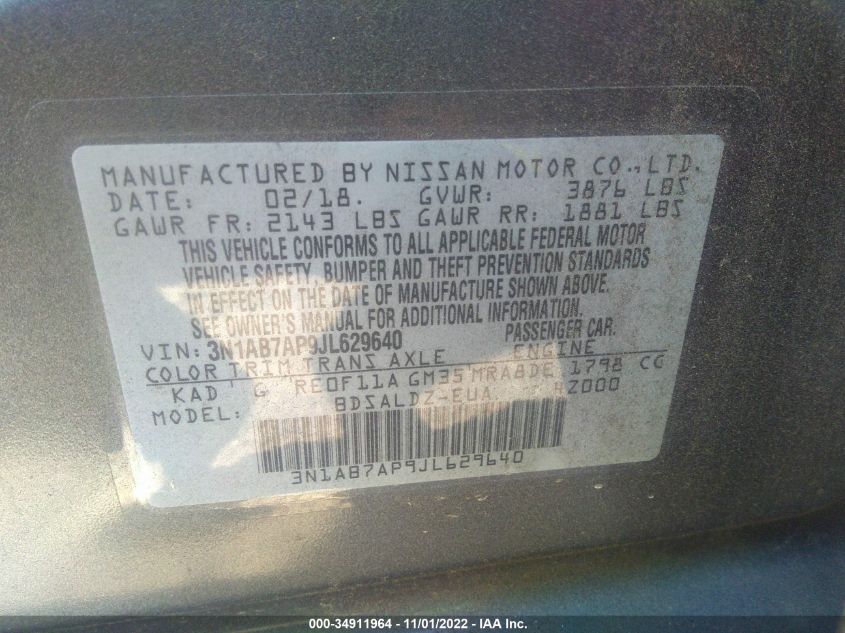 MANUFACTURED BY NISSAN MOTOR CO.,LTD.
DATE: 02/18. GVWR: 3876 LBS
GAWR FR: 2143 LBS GAWR RR: 1881 LBS
THIS VEHICLE CONFORMS TO ALL APPLICABLE FEDERAL MOTOR
VEHICLE SAFETY, BUMPER AND THEFT PREVENTION STANDARDS
IN EFFECT ON THE DATE OF MANUFACTURE SHOWN ABOVE.
SEE OWNER'S MANUAL FOR ADDITIONAL INFORMATION.
VIN: 3N1AB7AP9JL629640 PASSENGER CAR.
COLOR TRIM TRANS AXLE ENGINE
KAD G RE0F11A GM35 MRA8DE 1798 CC
MODEL: BDSALDZ-EUA
3N1AB7AP9JL629640
000-34911964 - 11/01/2022 - IAA Inc.